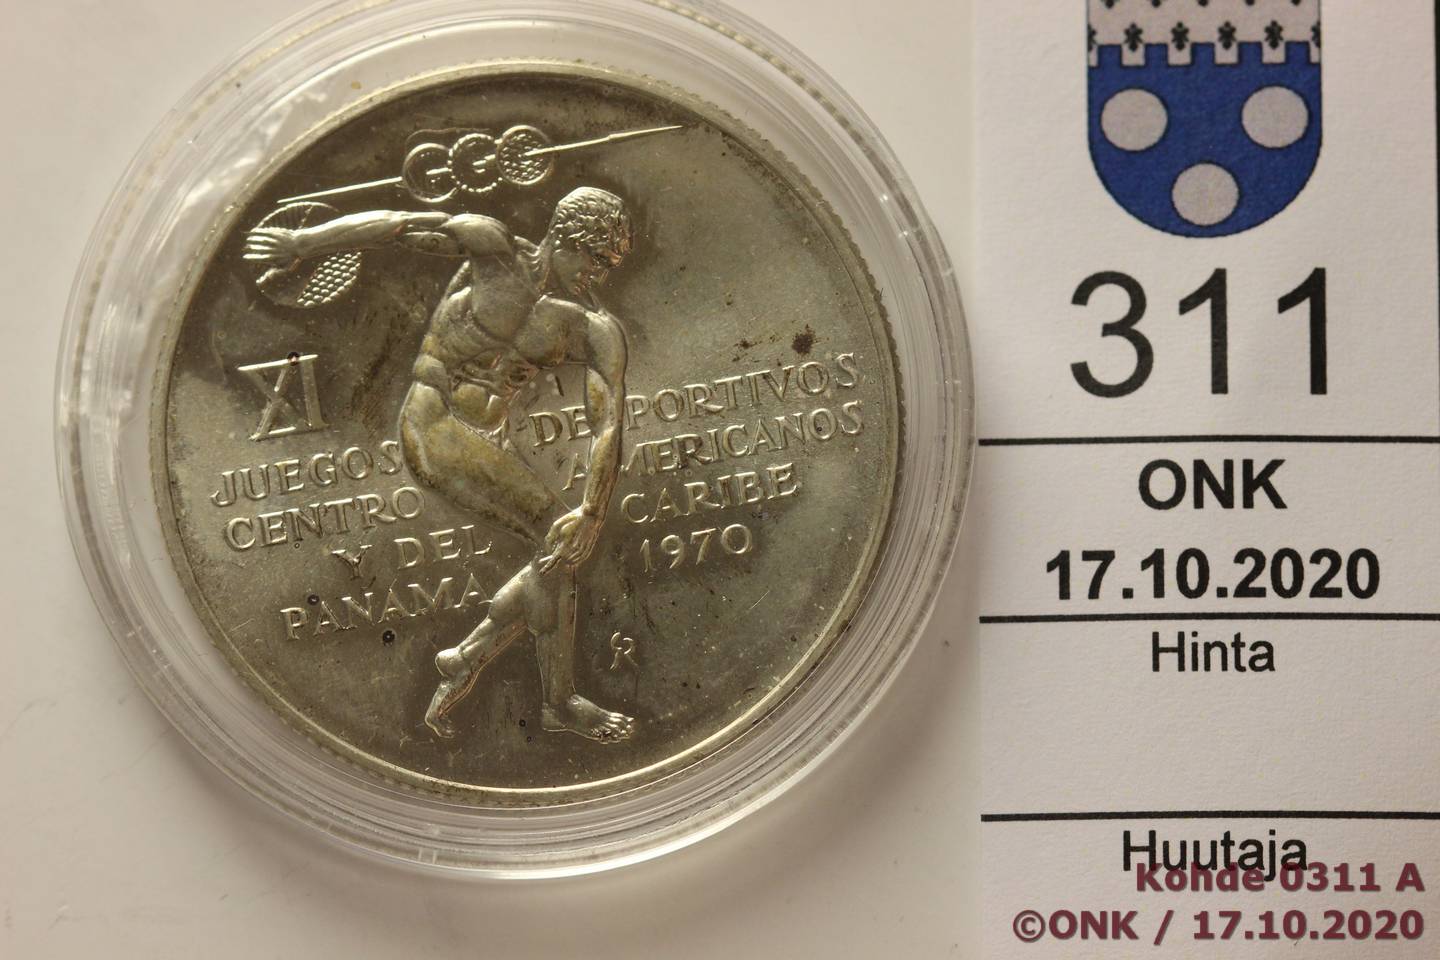 XI
JUEGOS DEPORTIVOS
CENTRO AMERICANOS
Y DEL CARIBE
PANAMA 1970
311
ONK
17.10.2020
Hinta
Huutaja
Kohde 0311 A
©ONK / 17.10.2020